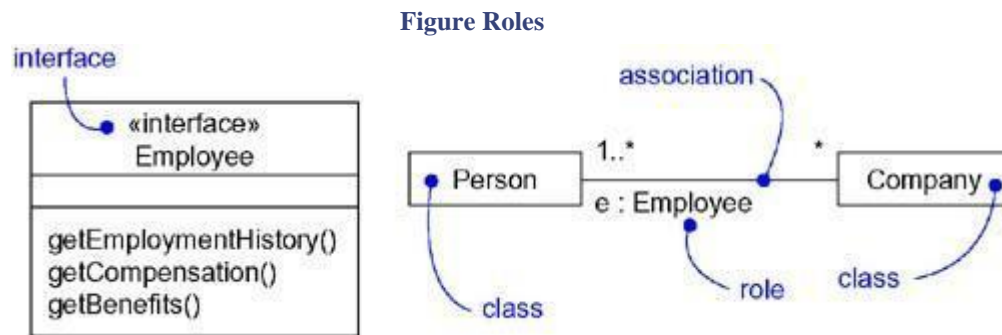 Figure Roles
interface
«interface»
Employee
getEmploymentHistory()
getCompensation()
getBenefits()
association
1..*
*
Person
Company
e : Employee
class
role
class